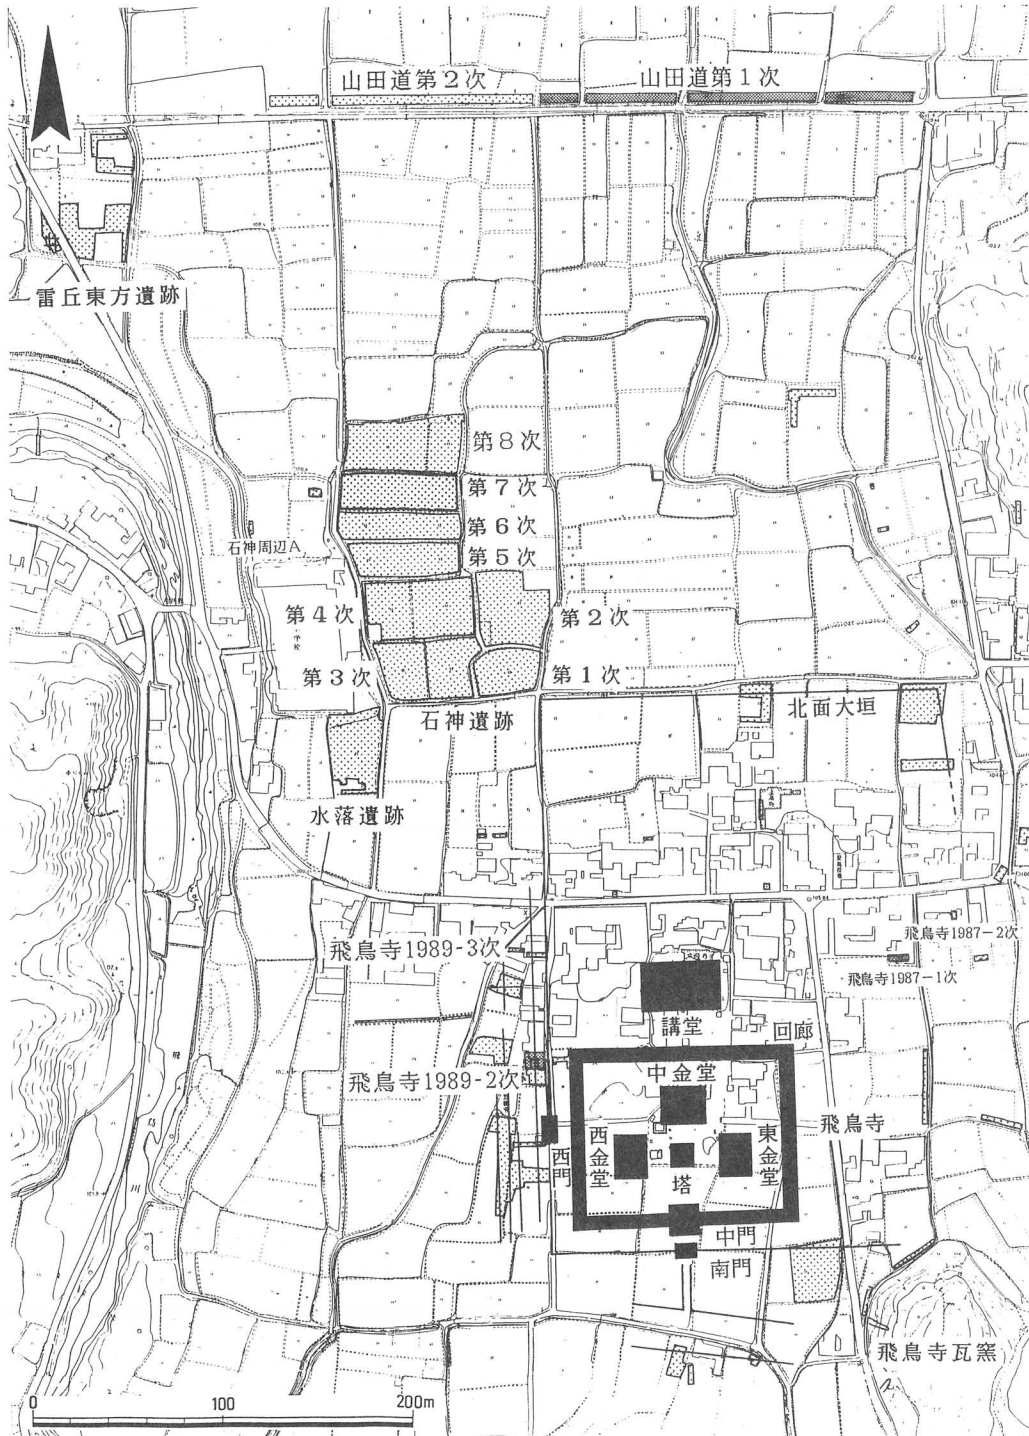 山田道第2次
山田道第1次
雷丘東方遺跡
第8次
第7次
第6次
第5次
石神周辺A
第4次
第2次
第3次
第1次
石神遺跡
北面大垣
水落遺跡
飛鳥寺1987-2次
飛鳥寺1989-3次
飛鳥寺1987-1次
講堂
回廊
飛鳥寺1989-2次
中金堂
飛鳥寺
西門
西金堂
塔
東金堂
中門
南門
飛鳥寺瓦窯
飛
鳥
川
0 100 200m